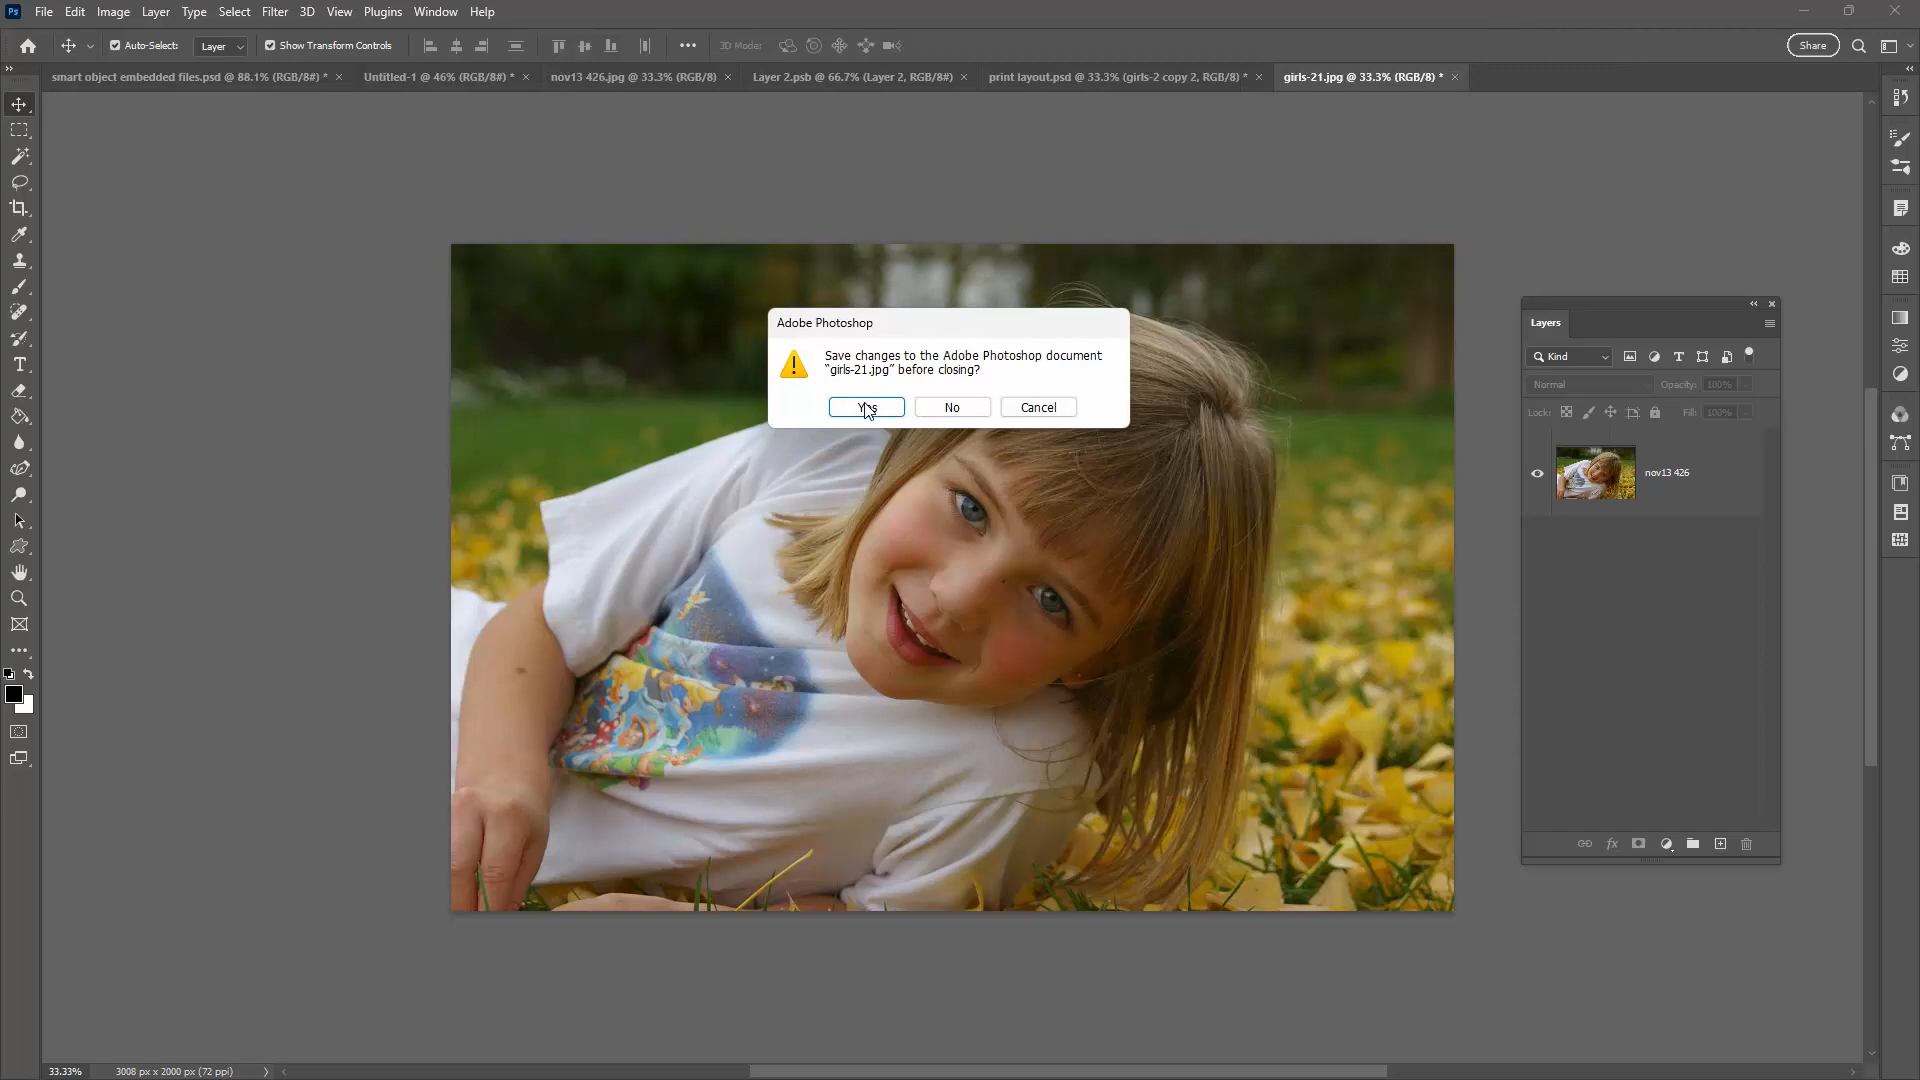 Ps File Edit Image Layer Type Select Filter 3D View Plugins Window Help
Auto-Select: Layer Show Transform Controls 3D Mode: Share
smart object embedded files.psd @ 88.1% (RGB/8#) * Untitled-1 @ 46% (RGB/8#) * nov13 426.jpg @ 33.3% (RGB/8) Layer 2.psb @ 66.7% (Layer 2, RGB/8#) print layout.psd @ 33.3% (girls-2 copy 2, RGB/8) * girls-21.jpg @ 33.3% (RGB/8) *
Adobe Photoshop
Save changes to the Adobe Photoshop document
“girls-21.jpg” before closing?
Yes No Cancel
Layers
Kind
Normal Opacity: 100%
Lock: Fill: 100%
nov13 426
fx
33.33% 3008 px x 2000 px (72 ppi)